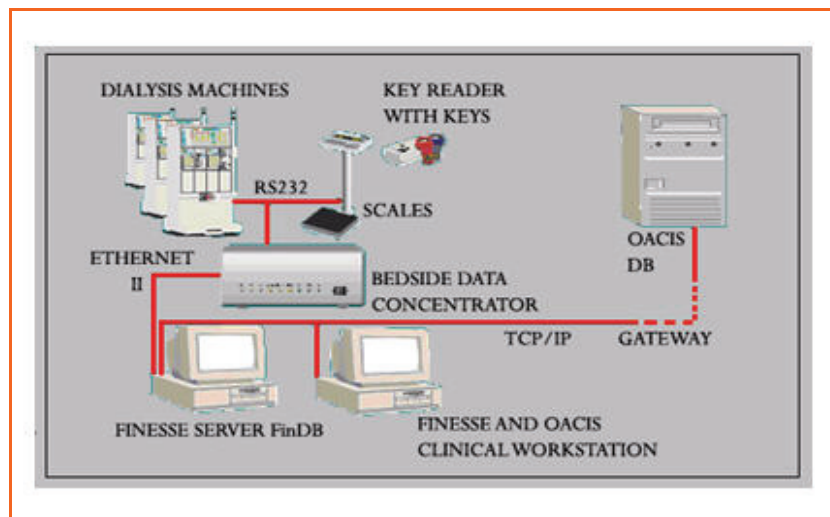 DIALYSIS MACHINES
KEY READER
WITH KEYS
RS232
SCALES
OACIS
DB
ETHERNET
II
BEDSIDE DATA
CONCENTRATOR
TCP/IP
GATEWAY
FINESSE SERVER FinDB
FINESSE AND OACIS
CLINICAL WORKSTATION